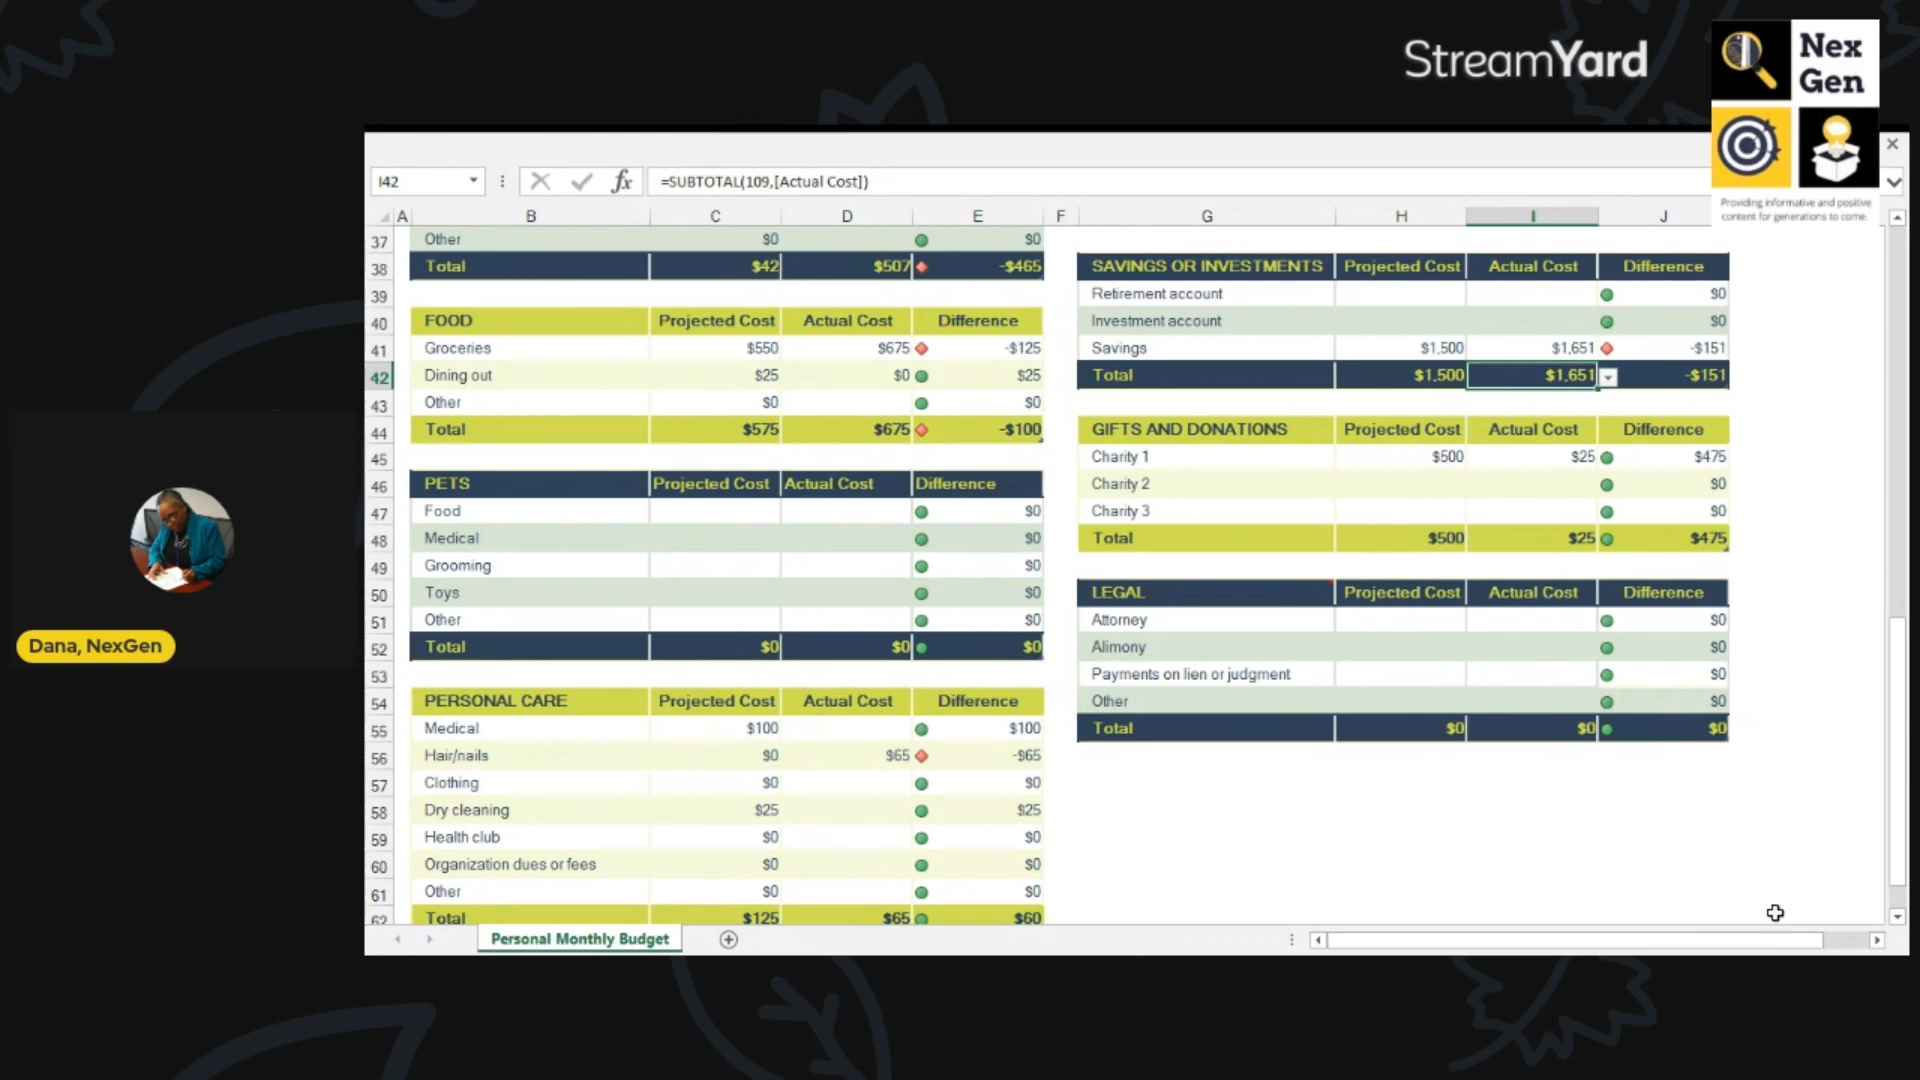 StreamYard
Nex
Gen
Providing informative and positive
content for generations to come.
I42
fx
=SUBTOTAL(109,[Actual Cost])
A B C D E F G H I J
37 Other $0 $0
38 Total $42 $507 -$465 SAVINGS OR INVESTMENTS Projected Cost Actual Cost Difference
39 Retirement account $0
40 FOOD Projected Cost Actual Cost Difference Investment account $0
41 Groceries $550 $675 -$125 Savings $1,500 $1,651 -$151
42 Dining out $25 $0 $25 Total $1,500 $1,651 -$151
43 Other $0 $0
44 Total $575 $675 -$100 GIFTS AND DONATIONS Projected Cost Actual Cost Difference
45 Charity 1 $500 $25 $475
46 PETS Projected Cost Actual Cost Difference Charity 2 $0
47 Food $0 Charity 3 $0
48 Medical $0 Total $500 $25 $475
49 Grooming $0
50 Toys $0 LEGAL Projected Cost Actual Cost Difference
51 Other $0 Attorney $0
52 Total $0 $0 $0 Alimony $0
53 Payments on lien or judgment $0
54 PERSONAL CARE Projected Cost Actual Cost Difference Other $0
55 Medical $100 $100 Total $0 $0 $0
56 Hair/nails $0 $65 -$65
57 Clothing $0 $0
58 Dry cleaning $25 $25
59 Health club $0 $0
60 Organization dues or fees $0 $0
61 Other $0 $0
62 Total $125 $65 $60
Personal Monthly Budget
Dana, NexGen